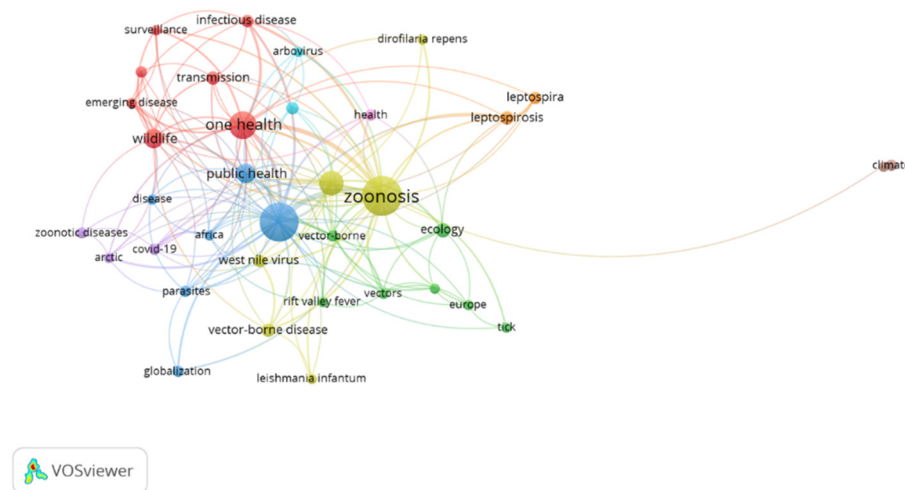 infectious disease
surveillance
dirofilaria repens
arbovirus
transmission
leptospira
emerging disease
leptospirosis
health
one health
wildlife
climate
public health
zoonosis
disease
ecology
zoonotic diseases
africa
vector-borne
covid-19
arctic
west nile virus
parasites
vectors
rift valley fever
europe
tick
vector-borne disease
globalization
leishmania infantum
VOSviewer